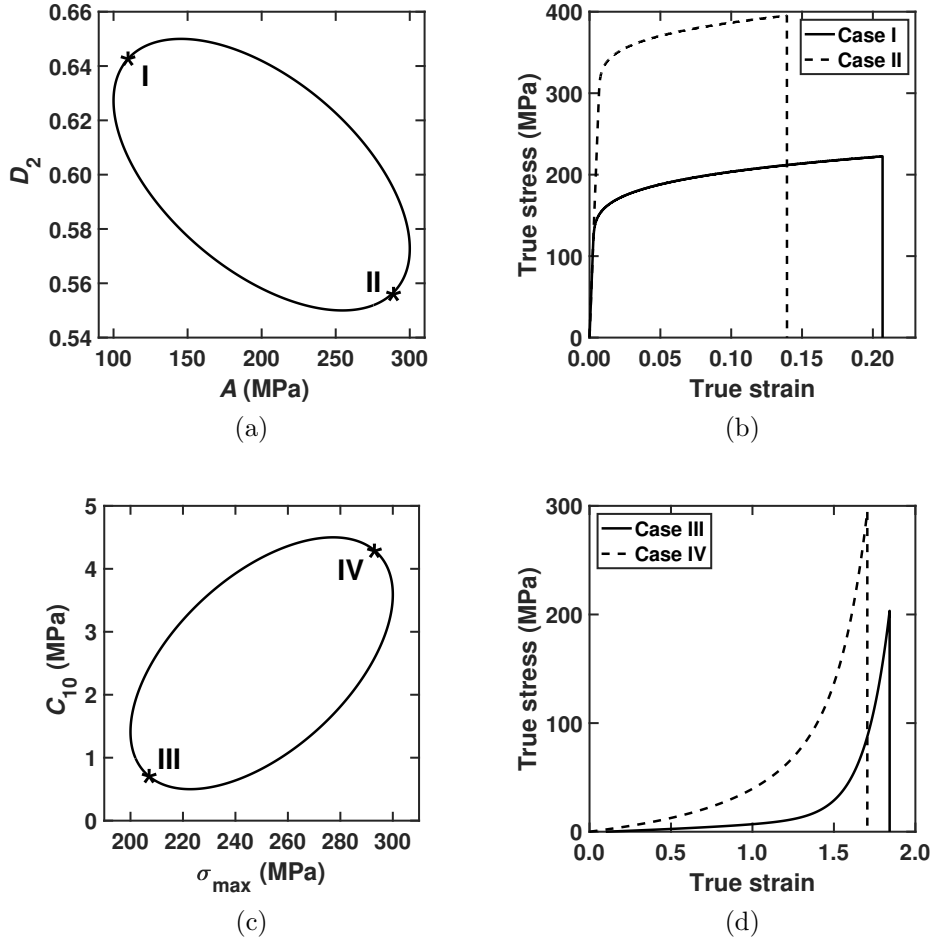 0.64
0.62
0.60
0.58
0.56
0.54
D2
I
II
100 150 200 250 300
A (MPa)
(a)
400
300
200
100
0
True stress (MPa)
Case I
Case II
0.00 0.05 0.10 0.15 0.20
True strain
(b)
5
4
3
2
1
0
C10 (MPa)
IV
III
200 220 240 260 280 300
σmax (MPa)
(c)
300
200
100
0
True stress (MPa)
Case III
Case IV
0.0 0.5 1.0 1.5 2.0
True strain
(d)